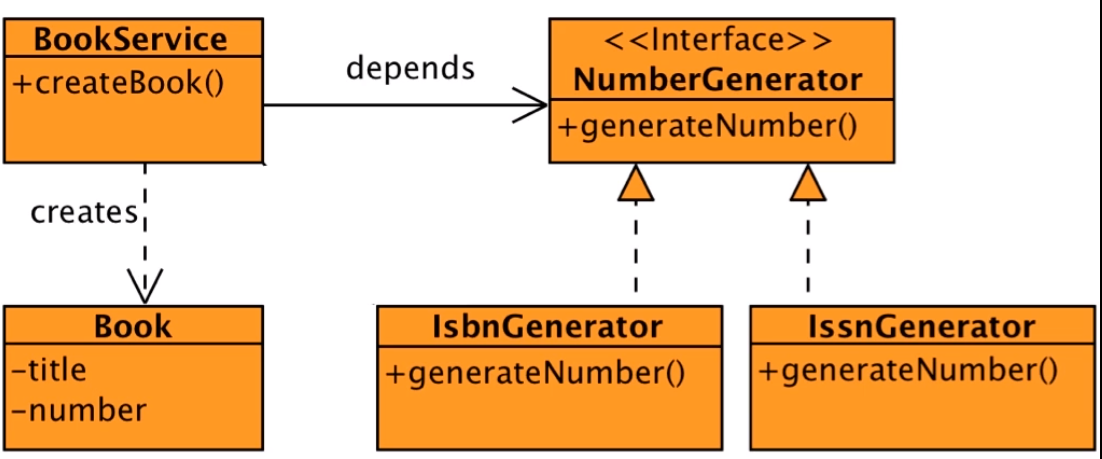 BookService
+createBook()
depends
<<Interface>>
NumberGenerator
+generateNumber()
creates
Book
-title
-number
IsbnGenerator
+generateNumber()
IssnGenerator
+generateNumber()